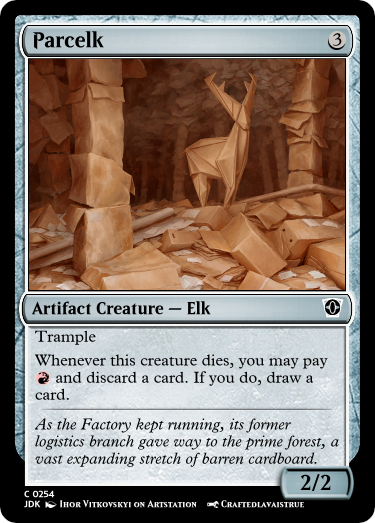 Parcelk 3
Artifact Creature — Elk
Trample
Whenever this creature dies, you may pay
and discard a card. If you do, draw a
card.
As the Factory kept running, its former
logistics branch gave way to the prime forest, a
vast expanding stretch of barren cardboard.
2/2
C 0254
JDK Ihor Vitkovskyi on Artstation Craftedlavaistrue